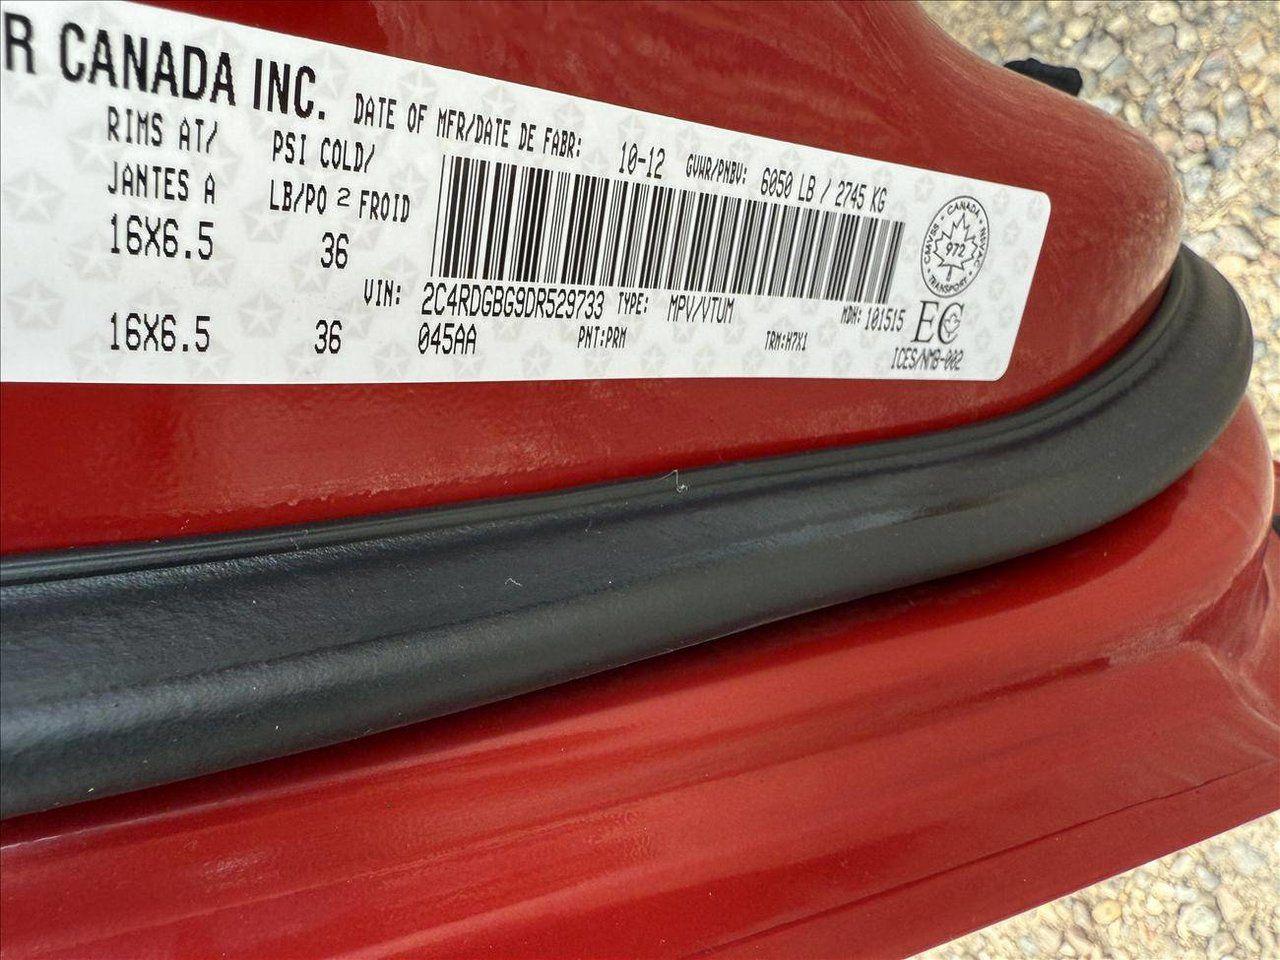 R CANADA INC.
DATE OF MFR/DATE DE FABR: 10-12 GVWR/PNBV: 6050 LB / 2745 KG
RIMS AT/ PSI COLD/
JANTES A LB/PO 2 FROID
16X6.5 36
VIN: 2C4RDGBG9DR529733 TYPE: MPV/VTUM MDH: 101515
16X6.5 36 045AA PNT:PRM TRM:H7X1
CANADA
CMVSS NSVAC
972
TRANSPORT
EC
ICES/NMB-002